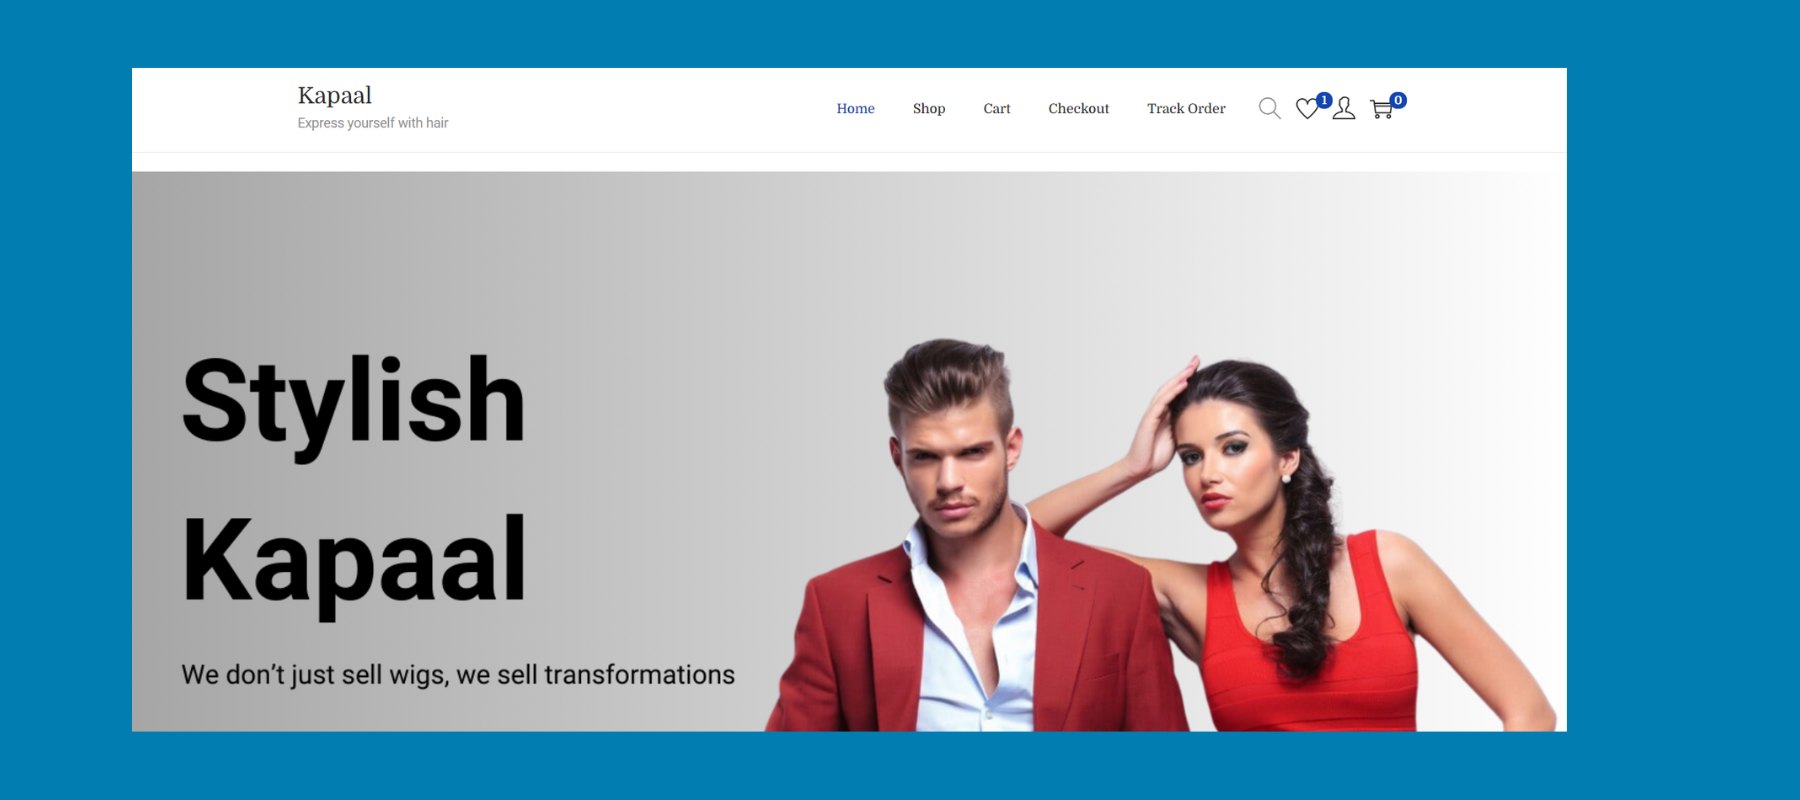 Kapaal
Express yourself with hair
Home Shop Cart Checkout Track Order 1 0
Stylish
Kapaal
We don’t just sell wigs, we sell transformations